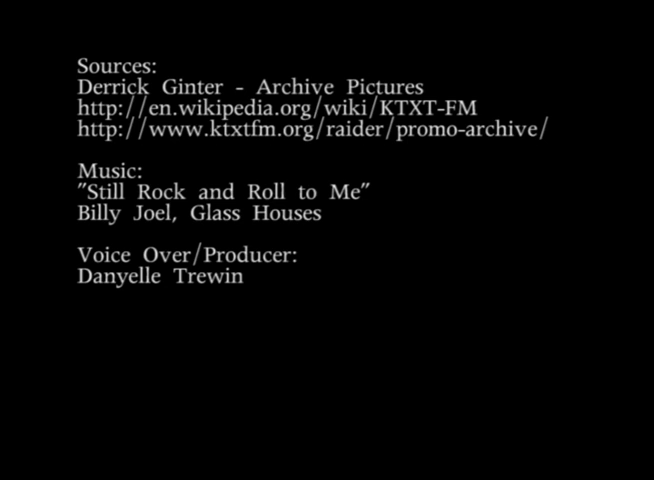 Sources:
Derrick Ginter - Archive Pictures
http://en.wikipedia.org/wiki/KTXT-FM
http://www.ktxtfm.org/raider/promo-archive/
Music:
"Still Rock and Roll to Me"
Billy Joel, Glass Houses
Voice Over/Producer:
Danyelle Trewin